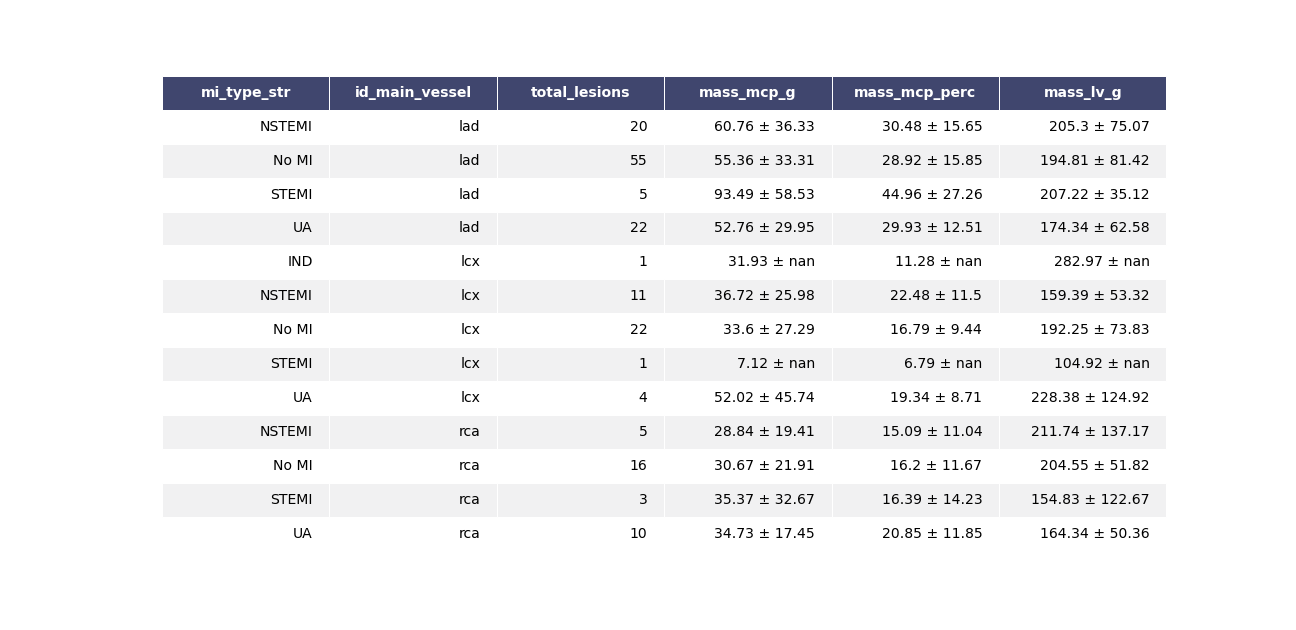 mi_type_str id_main_vessel total_lesions mass_mcp_g mass_mcp_perc mass_lv_g
NSTEMI lad 20 60.76 ± 36.33 30.48 ± 15.65 205.3 ± 75.07
No MI lad 55 55.36 ± 33.31 28.92 ± 15.85 194.81 ± 81.42
STEMI lad 5 93.49 ± 58.53 44.96 ± 27.26 207.22 ± 35.12
UA lad 22 52.76 ± 29.95 29.93 ± 12.51 174.34 ± 62.58
IND lcx 1 31.93 ± nan 11.28 ± nan 282.97 ± nan
NSTEMI lcx 11 36.72 ± 25.98 22.48 ± 11.5 159.39 ± 53.32
No MI lcx 22 33.6 ± 27.29 16.79 ± 9.44 192.25 ± 73.83
STEMI lcx 1 7.12 ± nan 6.79 ± nan 104.92 ± nan
UA lcx 4 52.02 ± 45.74 19.34 ± 8.71 228.38 ± 124.92
NSTEMI rca 5 28.84 ± 19.41 15.09 ± 11.04 211.74 ± 137.17
No MI rca 16 30.67 ± 21.91 16.2 ± 11.67 204.55 ± 51.82
STEMI rca 3 35.37 ± 32.67 16.39 ± 14.23 154.83 ± 122.67
UA rca 10 34.73 ± 17.45 20.85 ± 11.85 164.34 ± 50.36